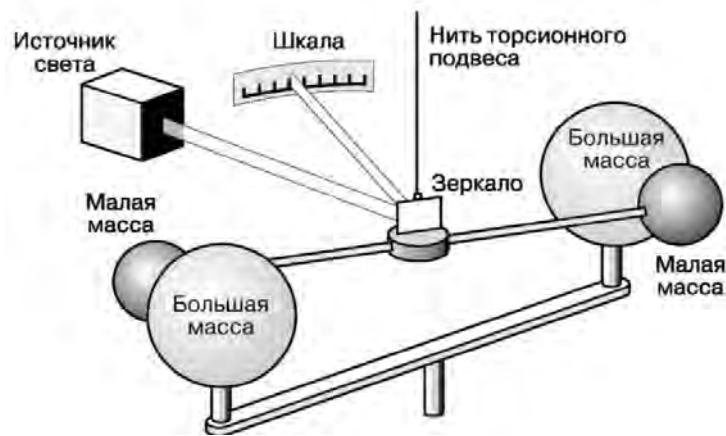 Источник
света
Шкала
Нить торсионного
подвеса
Большая
масса
Зеркало
Малая
масса
Малая
масса
Большая
масса